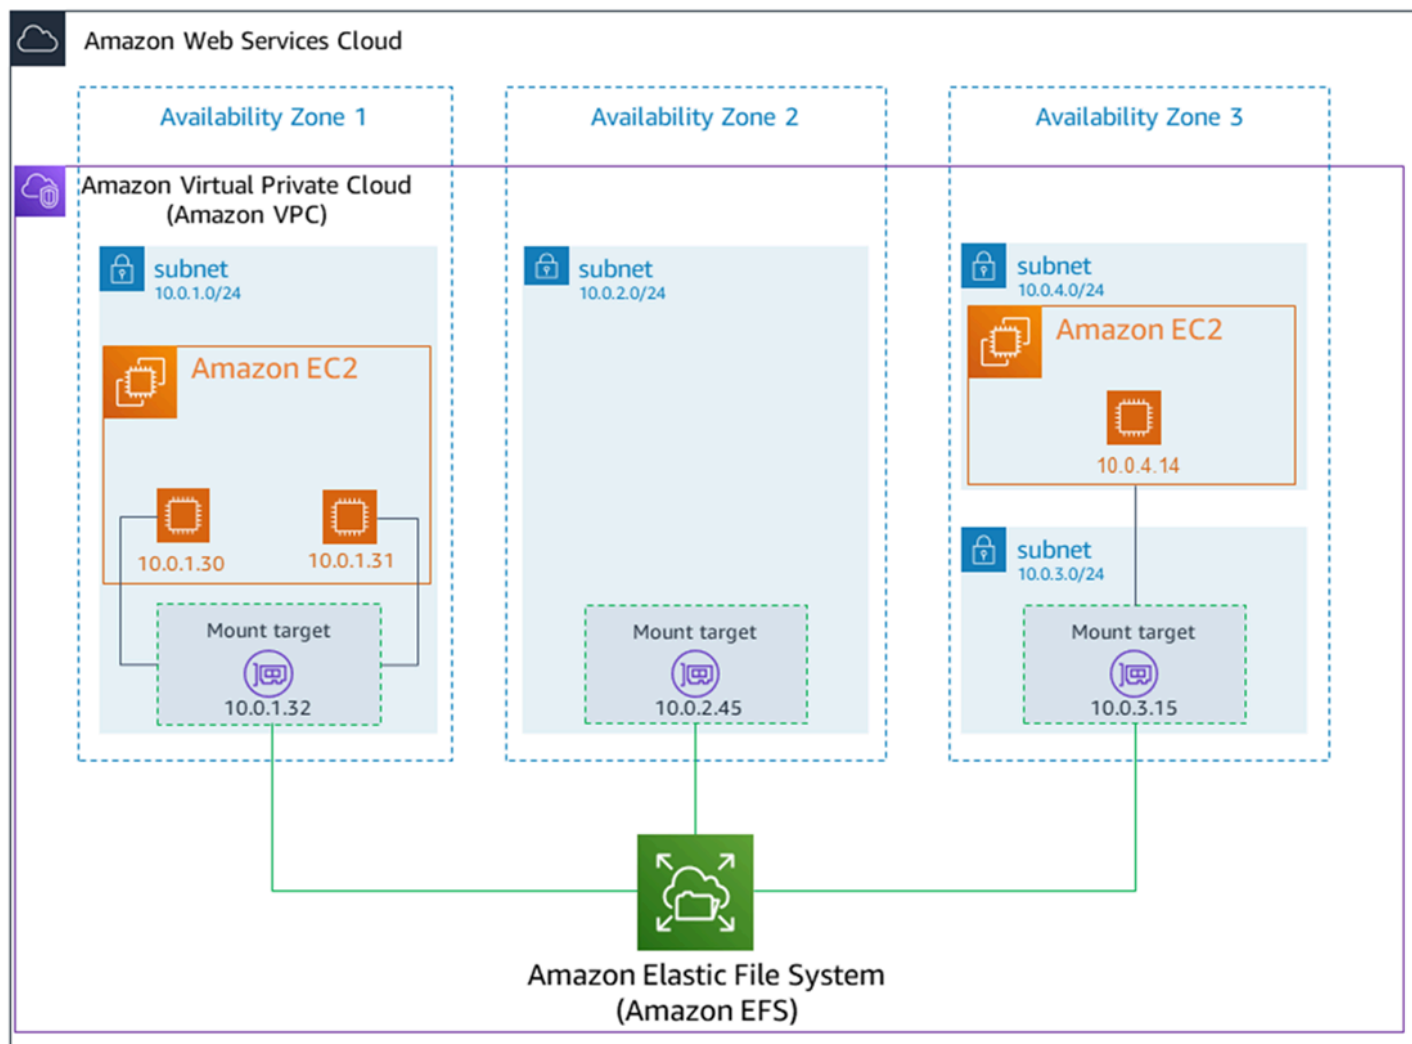 Amazon Web Services Cloud
Availability Zone 1
Availability Zone 2
Availability Zone 3
Amazon Virtual Private Cloud
(Amazon VPC)
subnet
10.0.1.0/24
Amazon EC2
10.0.1.30
10.0.1.31
Mount target
10.0.1.32
subnet
10.0.2.0/24
Mount target
10.0.2.45
subnet
10.0.4.0/24
Amazon EC2
10.0.4.14
subnet
10.0.3.0/24
Mount target
10.0.3.15
Amazon Elastic File System
(Amazon EFS)